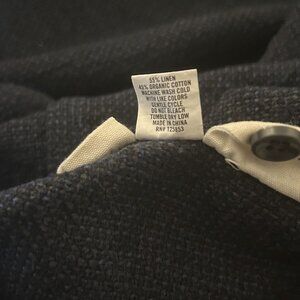 55% LINEN
45% ORGANIC COTTON
MACHINE WASH COLD
WITH LIKE COLORS
GENTLE CYCLE
DO NOT BLEACH
TUMBLE DRY LOW
MADE IN CHINA
RN# 125853